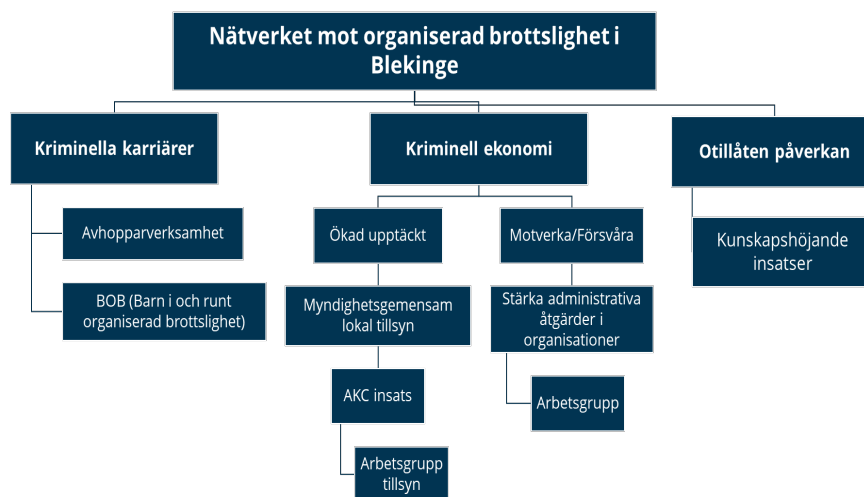 Nätverket mot organiserad brottslighet i
Blekinge
Kriminella karriärer
Kriminell ekonomi
Otillåten påverkan
Avhopparverksamhet
BOB (Barn i och runt
organiserad brottslighet)
Ökad upptäckt
Motverka/Försvåra
Kunskapshöjande
insatser
Myndighetsgemensam
lokal tillsyn
Stärka administrativa
åtgärder i
organisationer
AKC insats
Arbetsgrupp
Arbetsgrupp
tillsyn